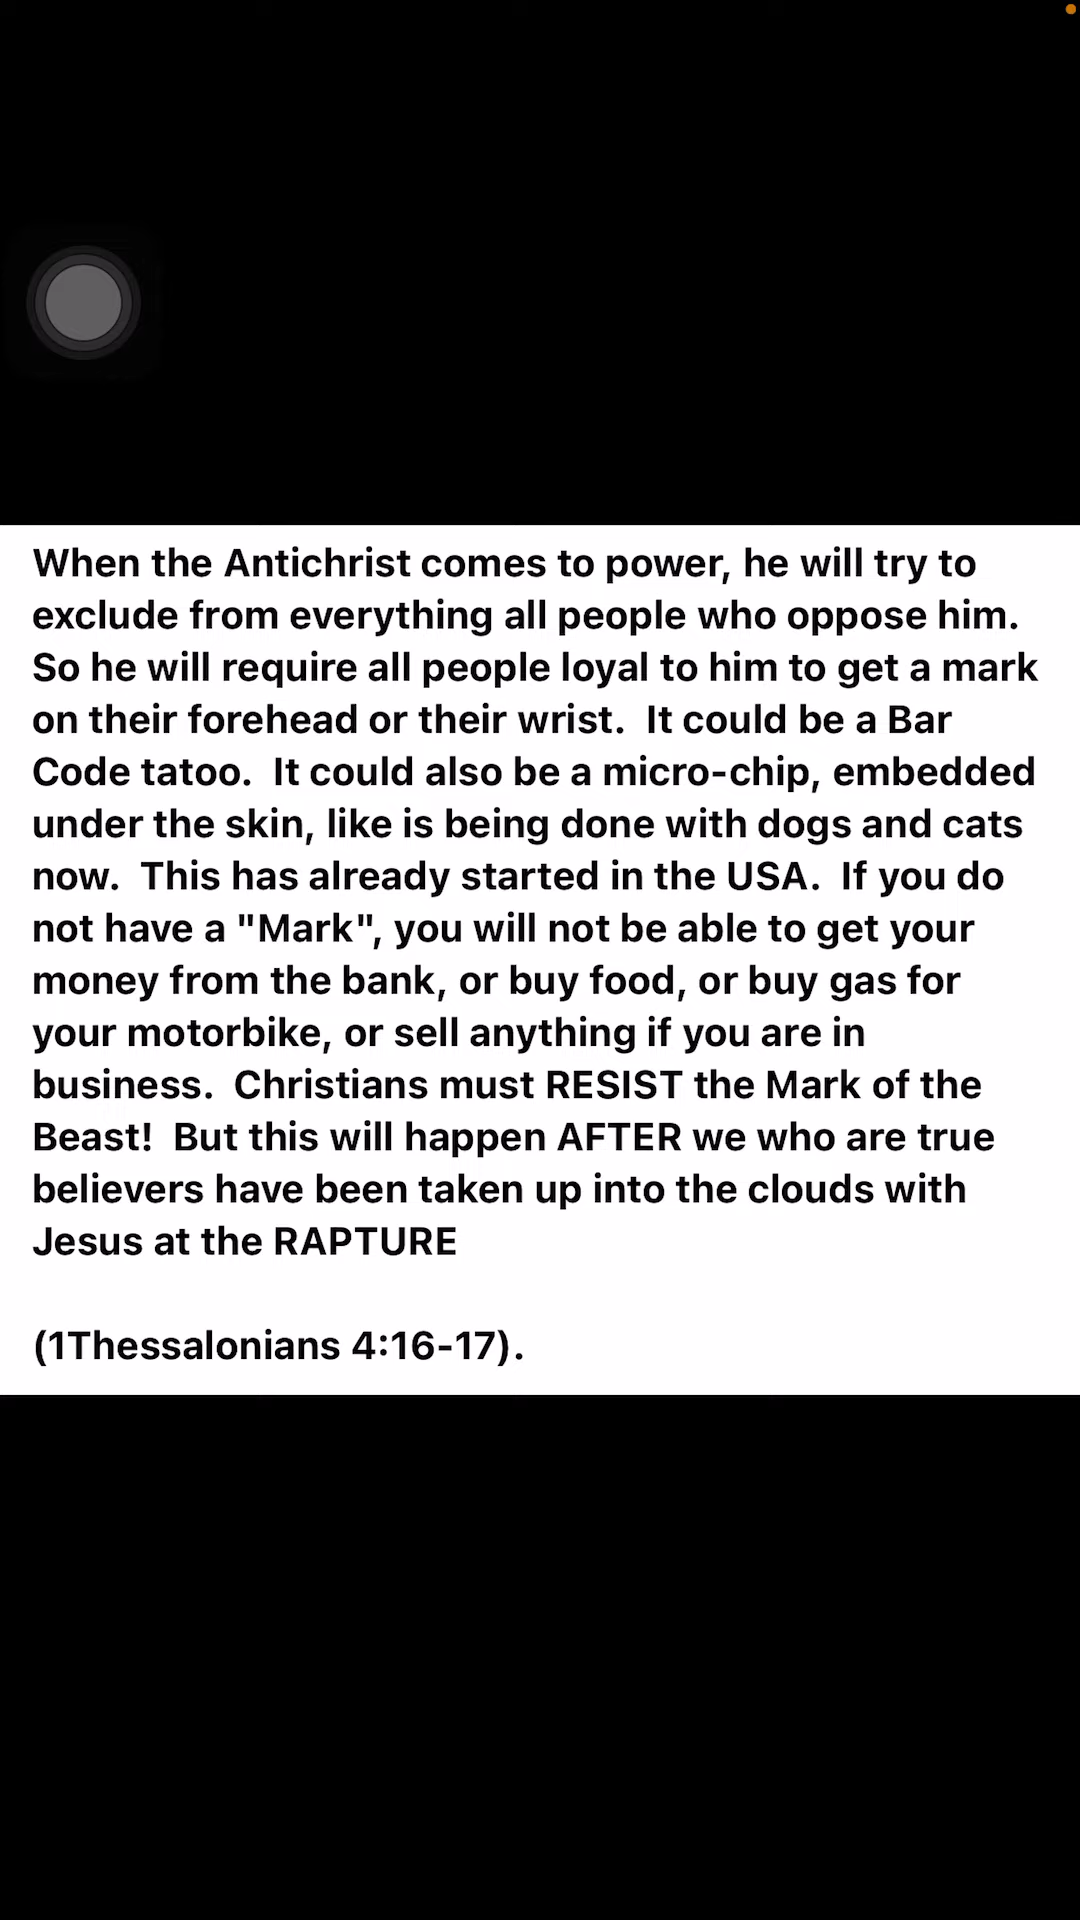 When the Antichrist comes to power, he will try to
exclude from everything all people who oppose him.
So he will require all people loyal to him to get a mark
on their forehead or their wrist.  It could be a Bar
Code tatoo.  It could also be a micro-chip, embedded
under the skin, like is being done with dogs and cats
now.  This has already started in the USA.  If you do
not have a "Mark", you will not be able to get your
money from the bank, or buy food, or buy gas for
your motorbike, or sell anything if you are in
business.  Christians must RESIST the Mark of the
Beast!  But this will happen AFTER we who are true
believers have been taken up into the clouds with
Jesus at the RAPTURE
(1Thessalonians 4:16-17).